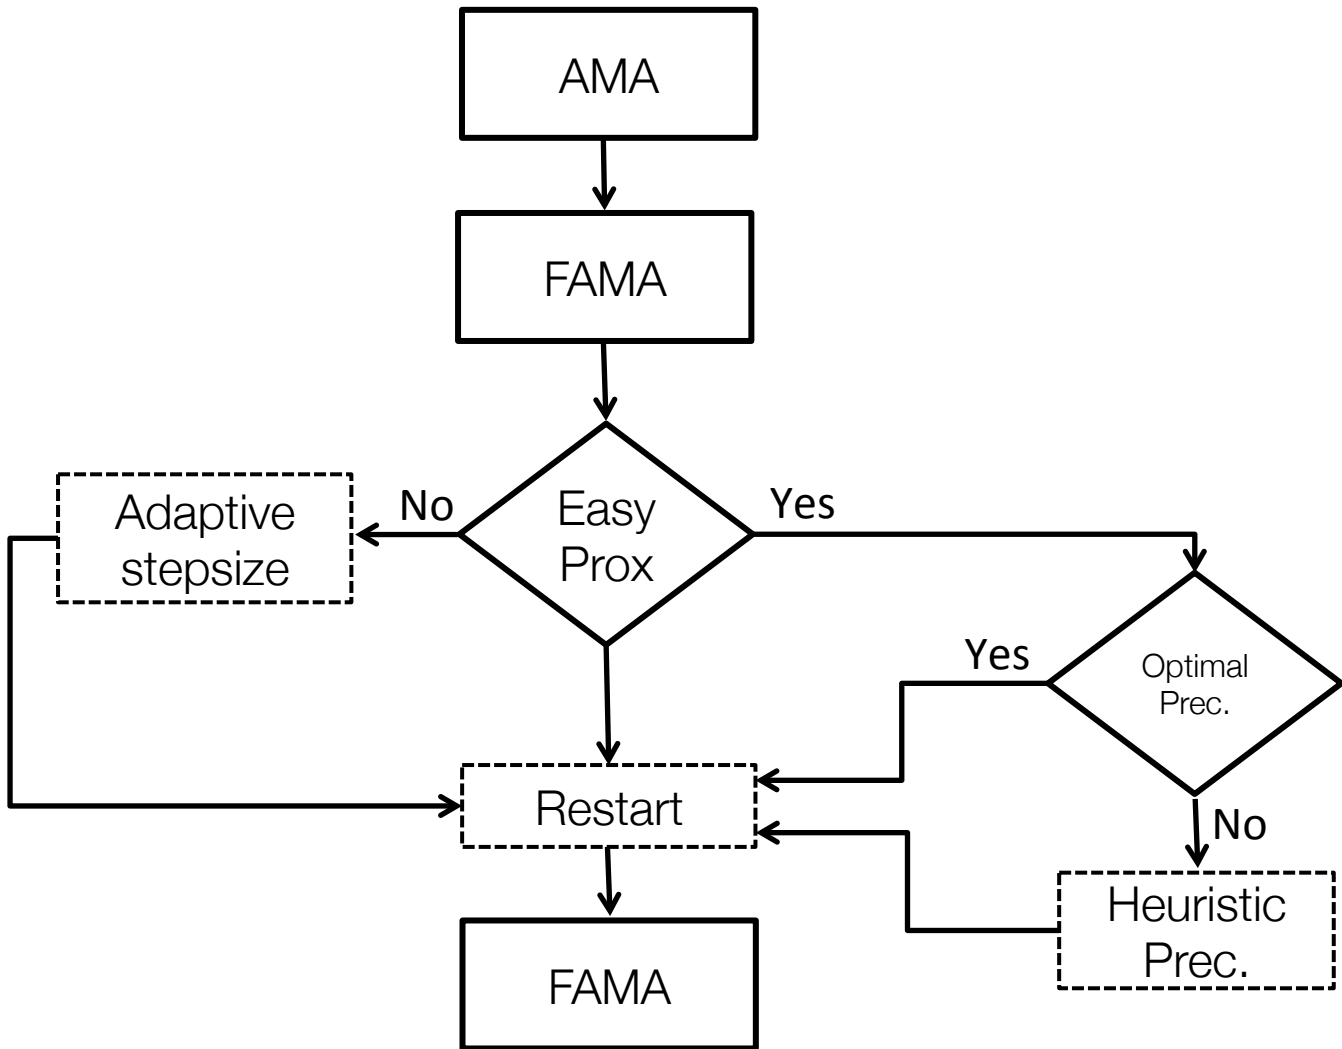 AMA
FAMA
Easy
Prox
No
Yes
Adaptive
stepsize
Yes
Optimal
Prec.
No
Restart
Heuristic
Prec.
FAMA